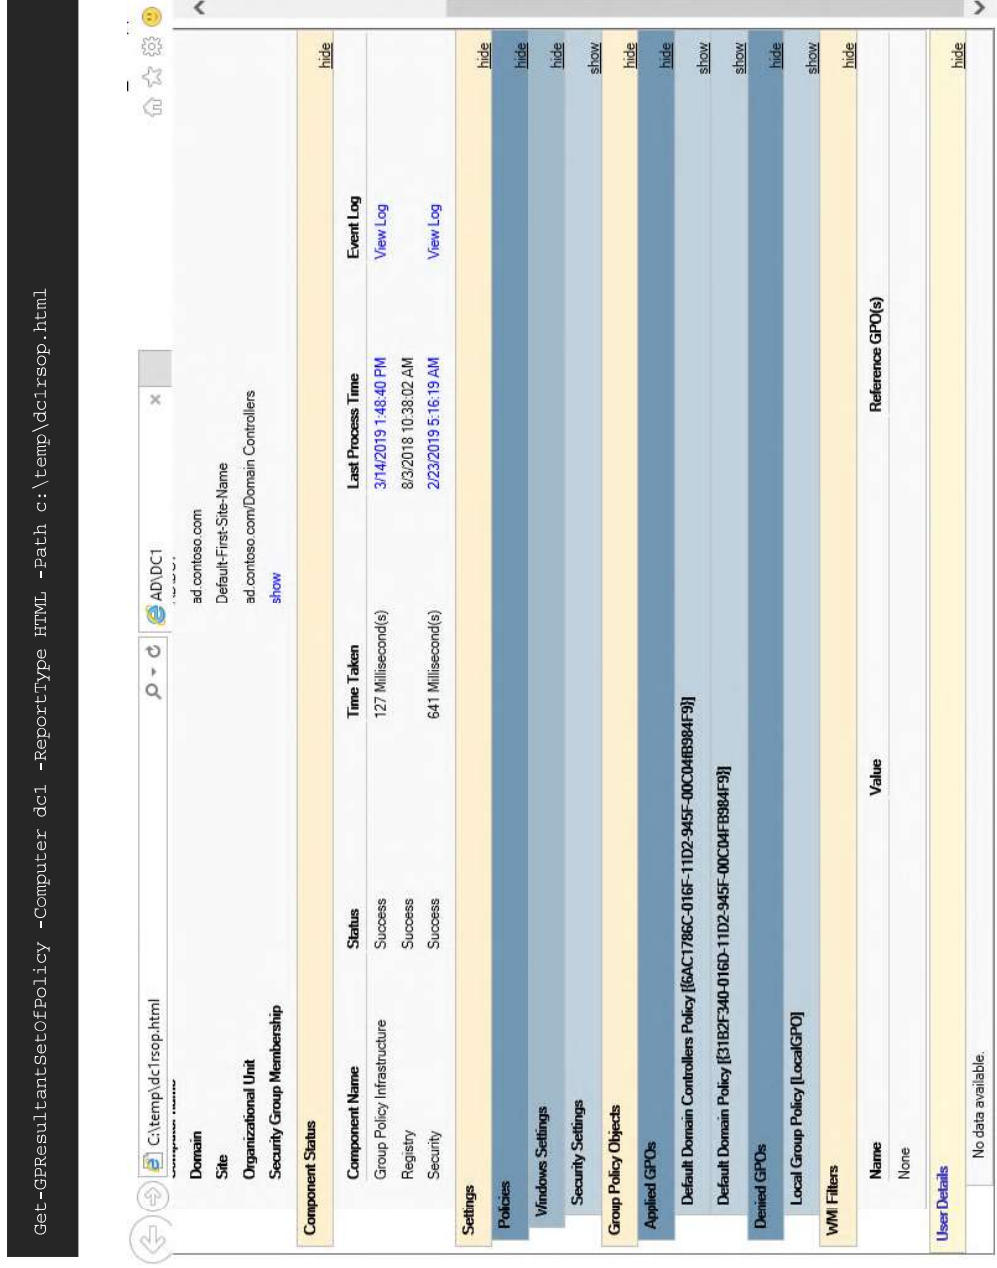 Get-GPResultantSetOfPolicy -Computer dc1 -ReportType HTML -Path c:\temp\dc1rsop.html
C:\temp\dc1rsop.html
AD\DC1
Domain ad.contoso.com
Site Default-First-Site-Name
Organizational Unit ad.contoso.com/Domain Controllers
Security Group Membership show
Component Status hide
Component Name Status Time Taken Last Process Time Event Log
Group Policy Infrastructure Success 127 Millisecond(s) 3/14/2019 1:48:40 PM View Log
Registry Success 8/3/2018 10:38:02 AM
Security Success 641 Millisecond(s) 2/23/2019 5:16:19 AM View Log
Settings hide
Policies hide
Windows Settings hide
Security Settings show
Group Policy Objects hide
Applied GPOs hide
Default Domain Controllers Policy [{6AC1786C-016F-11D2-945F-00C04fB984F9}] show
Default Domain Policy [{31B2F340-016D-11D2-945F-00C04FB984F9}] show
Denied GPOs hide
Local Group Policy [LocalGPO] show
WMI Filters hide
Name Value Reference GPO(s)
None
User Details hide
No data available.